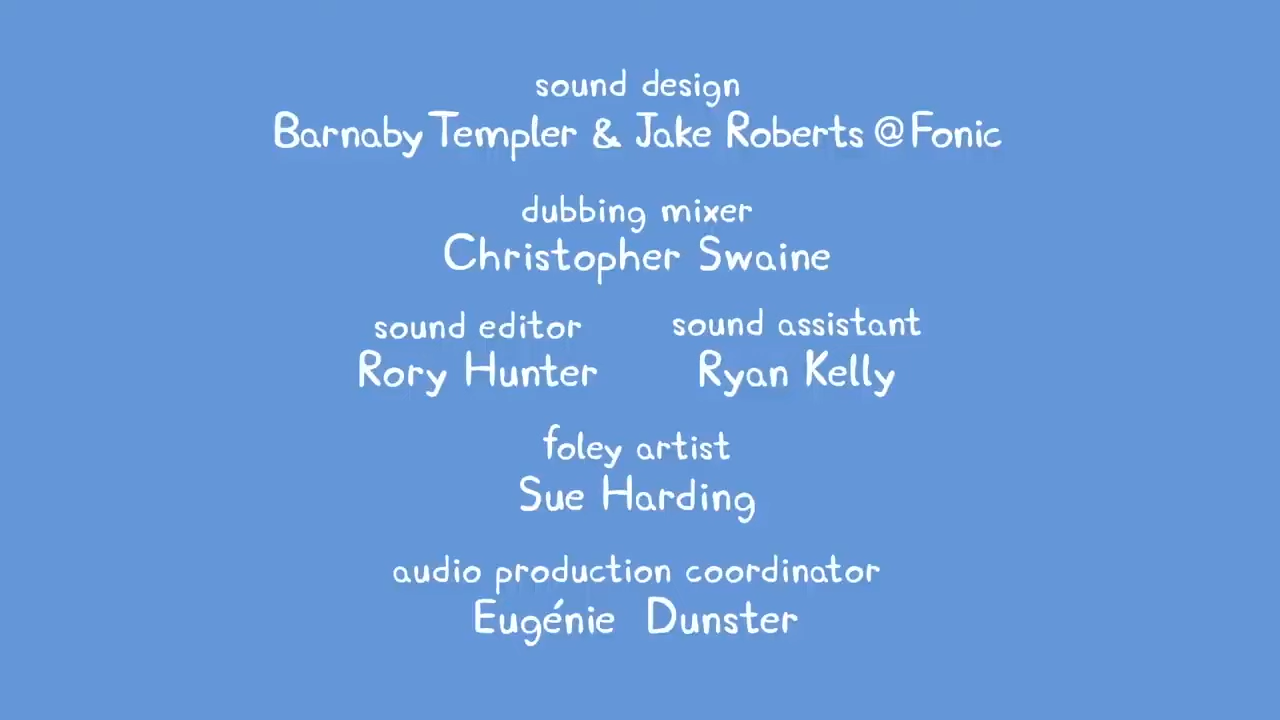 sound design
Barnaby Templer & Jake Roberts @ Fonic
dubbing mixer
Christopher Swaine
sound editor
Rory Hunter
sound assistant
Ryan Kelly
foley artist
Sue Harding
audio production coordinator
Eugénie Dunster